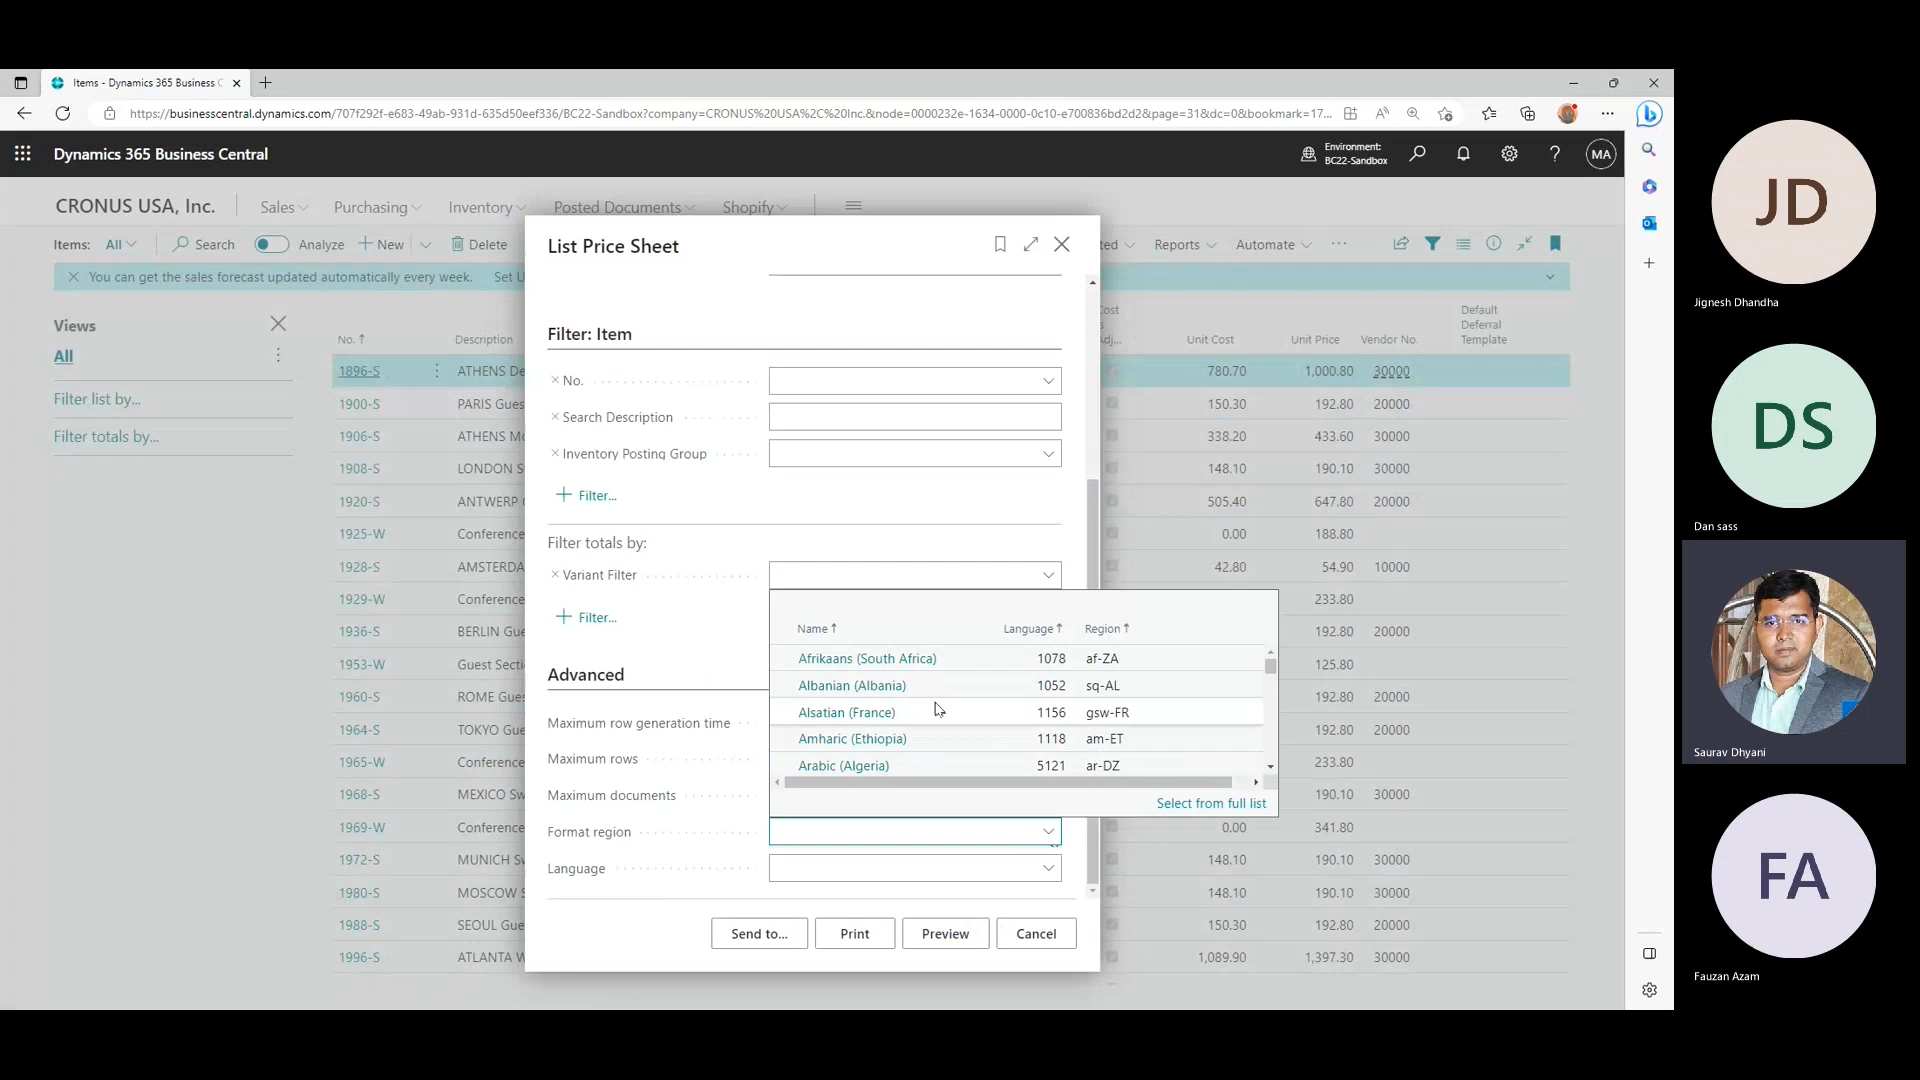 Items - Dynamics 365 Business C
https://businesscentral.dynamics.com/707f292f-e683-49ab-931d-635d50eef336/BC22-Sandbox?company=CRONUS%20USA%2C%20Inc.&node=0000232e-1634-0000-0c10-e700836bd2d2&page=31&dc=0&bookmark=17...
Dynamics 365 Business Central
Environment:
BC22-Sandbox
MA
CRONUS USA, Inc.
Sales
Purchasing
Inventory
Posted Documents
Shopify
Items:
All
Search
Analyze
New
Delete
ted
Reports
Automate
You can get the sales forecast updated automatically every week.
Set U
Views
All
Filter list by...
Filter totals by...
No. ↑
Description
Cost
Adj...
Unit Cost
Unit Price
Vendor No.
Default
Deferral
Template
1896-S ATHENS De 780.70 1,000.80 30000
1900-S PARIS Gues 150.30 192.80 20000
1906-S ATHENS Mo 338.20 433.60 30000
1908-S LONDON S 148.10 190.10 30000
1920-S ANTWERP C 505.40 647.80 20000
1925-W Conference 0.00 188.80
1928-S AMSTERDA 42.80 54.90 10000
1929-W Conference 233.80
1936-S BERLIN Gue 192.80 20000
1953-W Guest Secti 125.80
1960-S ROME Gues 192.80 20000
1964-S TOKYO Gue 192.80 20000
1965-W Conference 233.80
1968-S MEXICO Sw 190.10 30000
1969-W Conference 0.00 341.80
1972-S MUNICH Sw 148.10 190.10 30000
1980-S MOSCOW S 148.10 190.10 30000
1988-S SEOUL Gue 150.30 192.80 20000
1996-S ATLANTA W 1,089.90 1,397.30 30000
List Price Sheet
Filter: Item
No.
Search Description
Inventory Posting Group
Filter...
Filter totals by:
Variant Filter
Filter...
Advanced
Maximum row generation time
Maximum rows
Maximum documents
Format region
Language
Name ↑ Language ↑ Region ↑
Afrikaans (South Africa) 1078 af-ZA
Albanian (Albania) 1052 sq-AL
Alsatian (France) 1156 gsw-FR
Amharic (Ethiopia) 1118 am-ET
Arabic (Algeria) 5121 ar-DZ
Select from full list
Send to...
Print
Preview
Cancel
JD
Jignesh Dhandha
DS
Dan sass
Saurav Dhyani
FA
Fauzan Azam